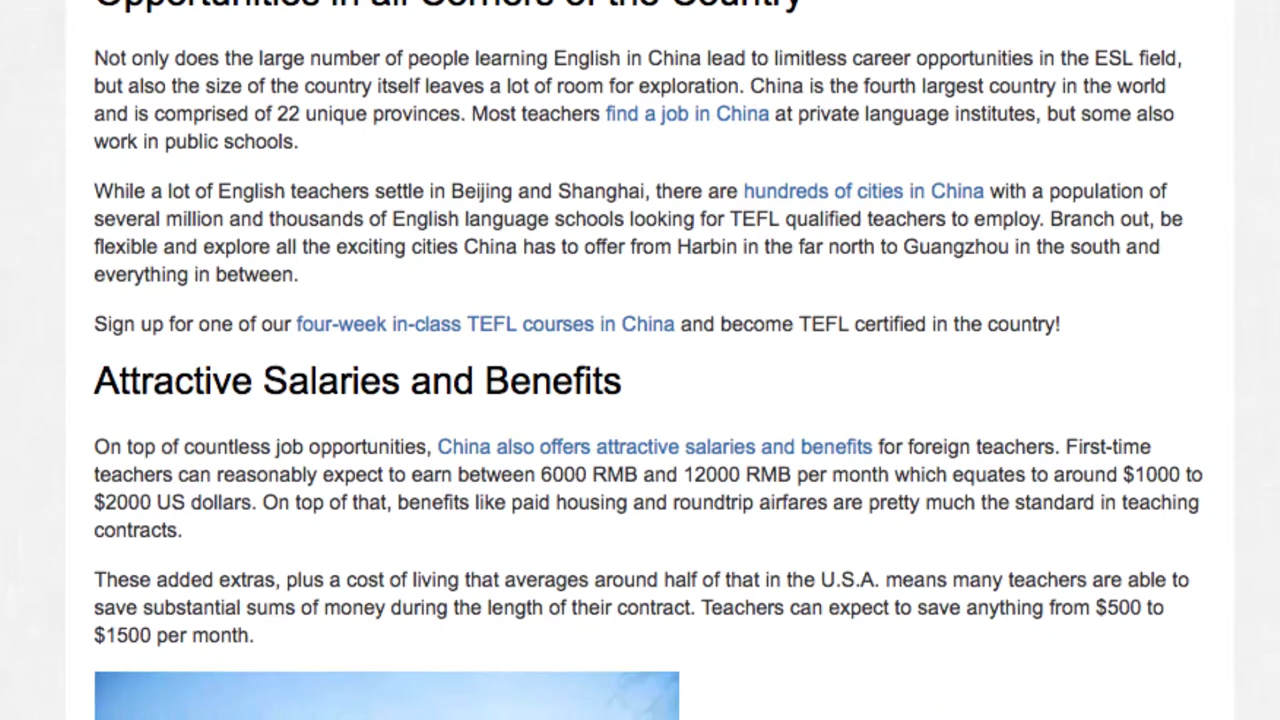 Opportunities in all Corners of the Country
Not only does the large number of people learning English in China lead to limitless career opportunities in the ESL field,
but also the size of the country itself leaves a lot of room for exploration. China is the fourth largest country in the world
and is comprised of 22 unique provinces. Most teachers find a job in China at private language institutes, but some also
work in public schools.
While a lot of English teachers settle in Beijing and Shanghai, there are hundreds of cities in China with a population of
several million and thousands of English language schools looking for TEFL qualified teachers to employ. Branch out, be
flexible and explore all the exciting cities China has to offer from Harbin in the far north to Guangzhou in the south and
everything in between.
Sign up for one of our four-week in-class TEFL courses in China and become TEFL certified in the country!
Attractive Salaries and Benefits
On top of countless job opportunities, China also offers attractive salaries and benefits for foreign teachers. First-time
teachers can reasonably expect to earn between 6000 RMB and 12000 RMB per month which equates to around $1000 to
$2000 US dollars. On top of that, benefits like paid housing and roundtrip airfares are pretty much the standard in teaching
contracts.
These added extras, plus a cost of living that averages around half of that in the U.S.A. means many teachers are able to
save substantial sums of money during the length of their contract. Teachers can expect to save anything from $500 to
$1500 per month.